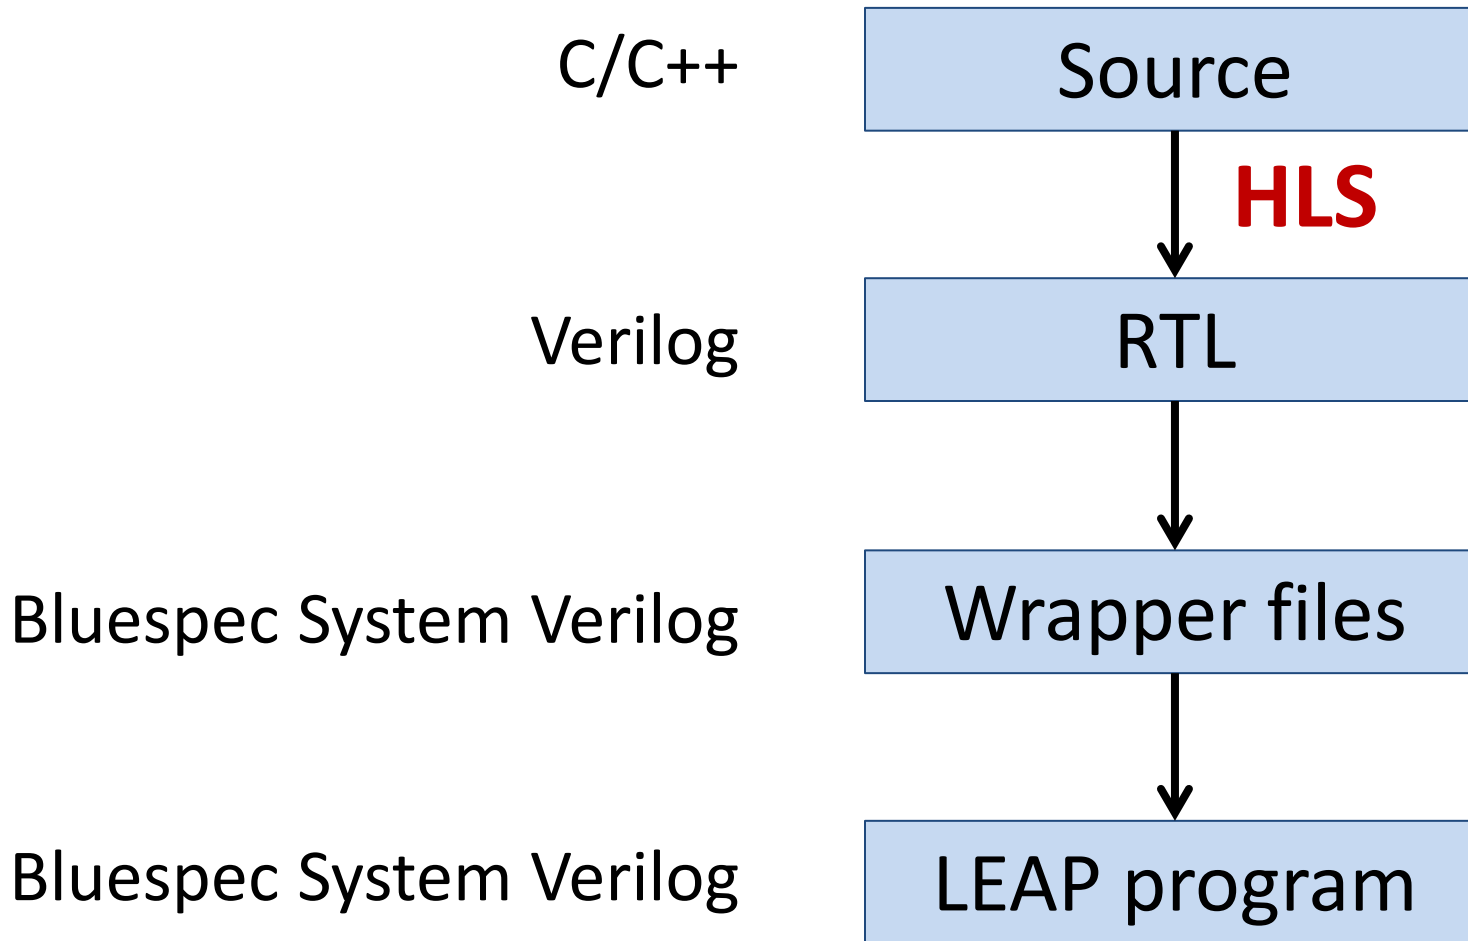 C/C++
Source
HLS
Verilog
RTL
Bluespec System Verilog
Wrapper files
Bluespec System Verilog
LEAP program